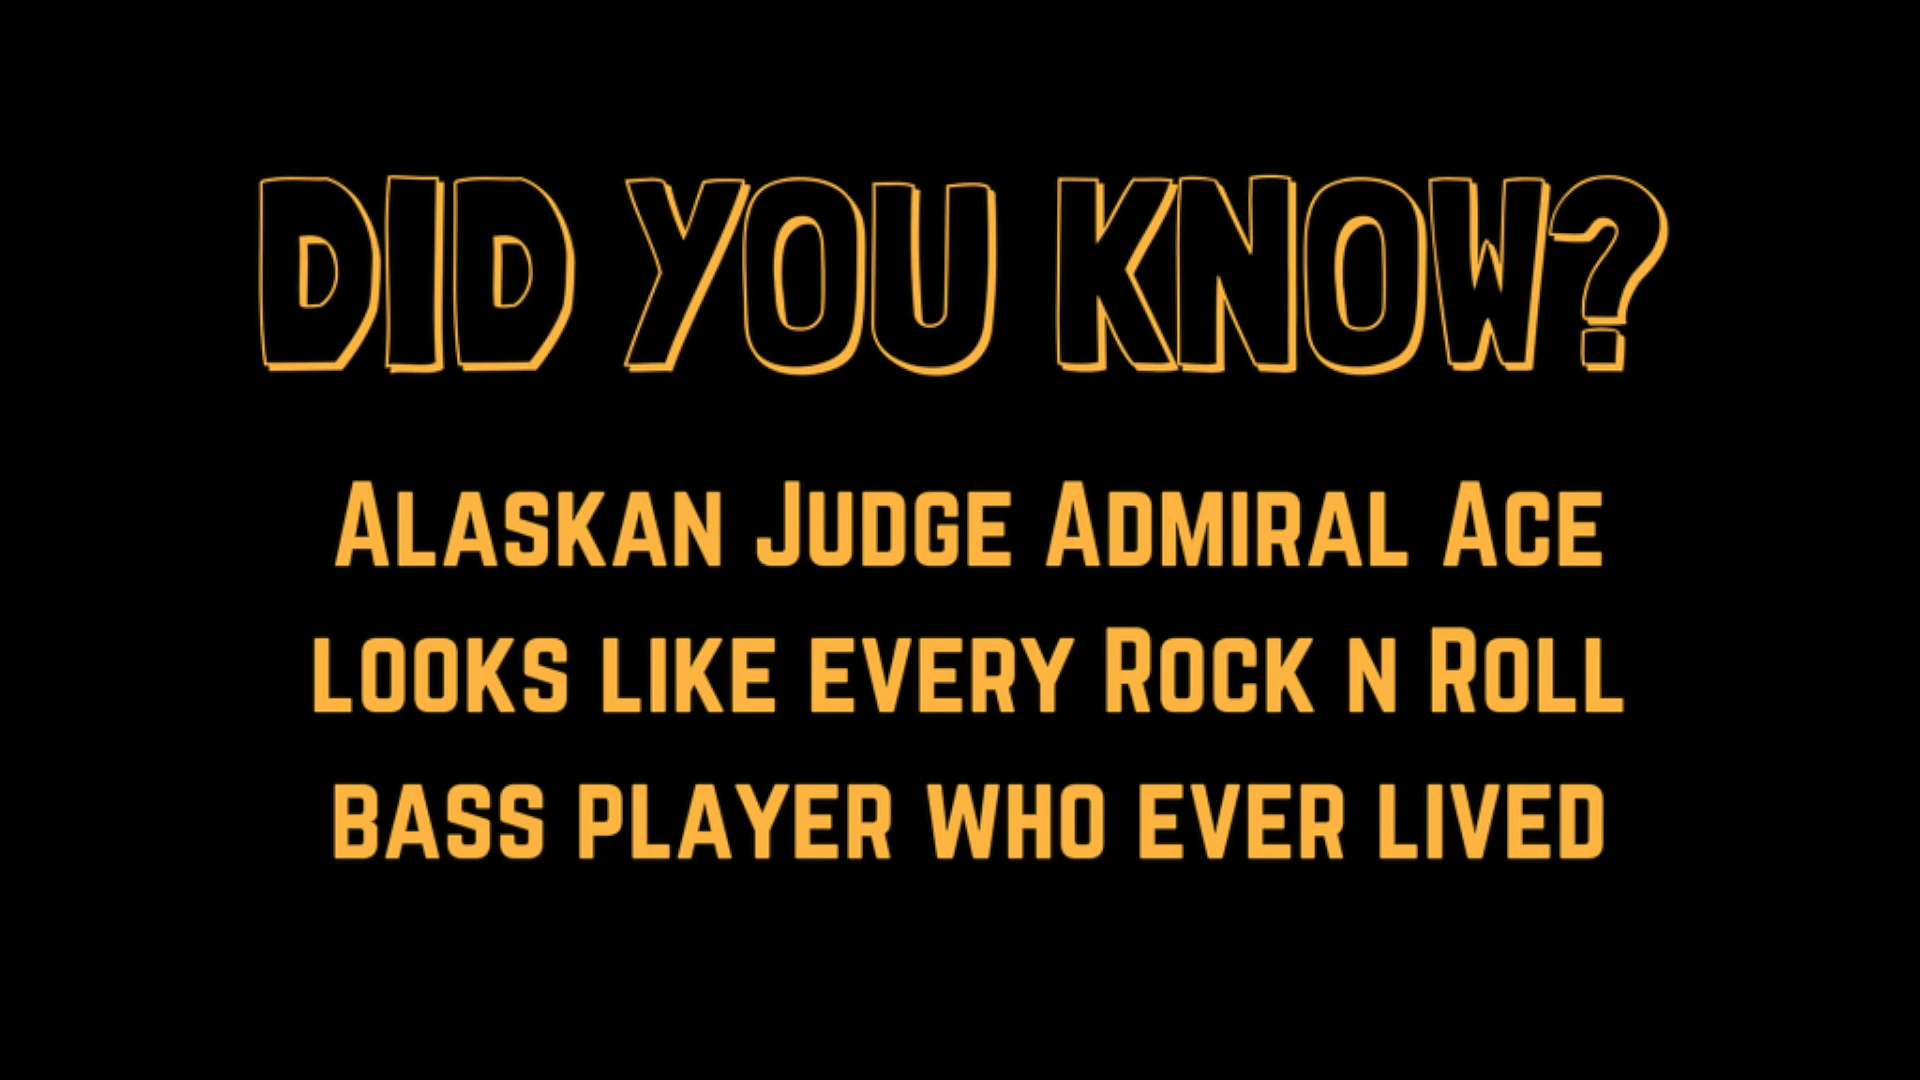 DID YOU KNOW?
Alaskan Judge Admiral Ace
looks like every Rock n Roll
bass player who ever lived